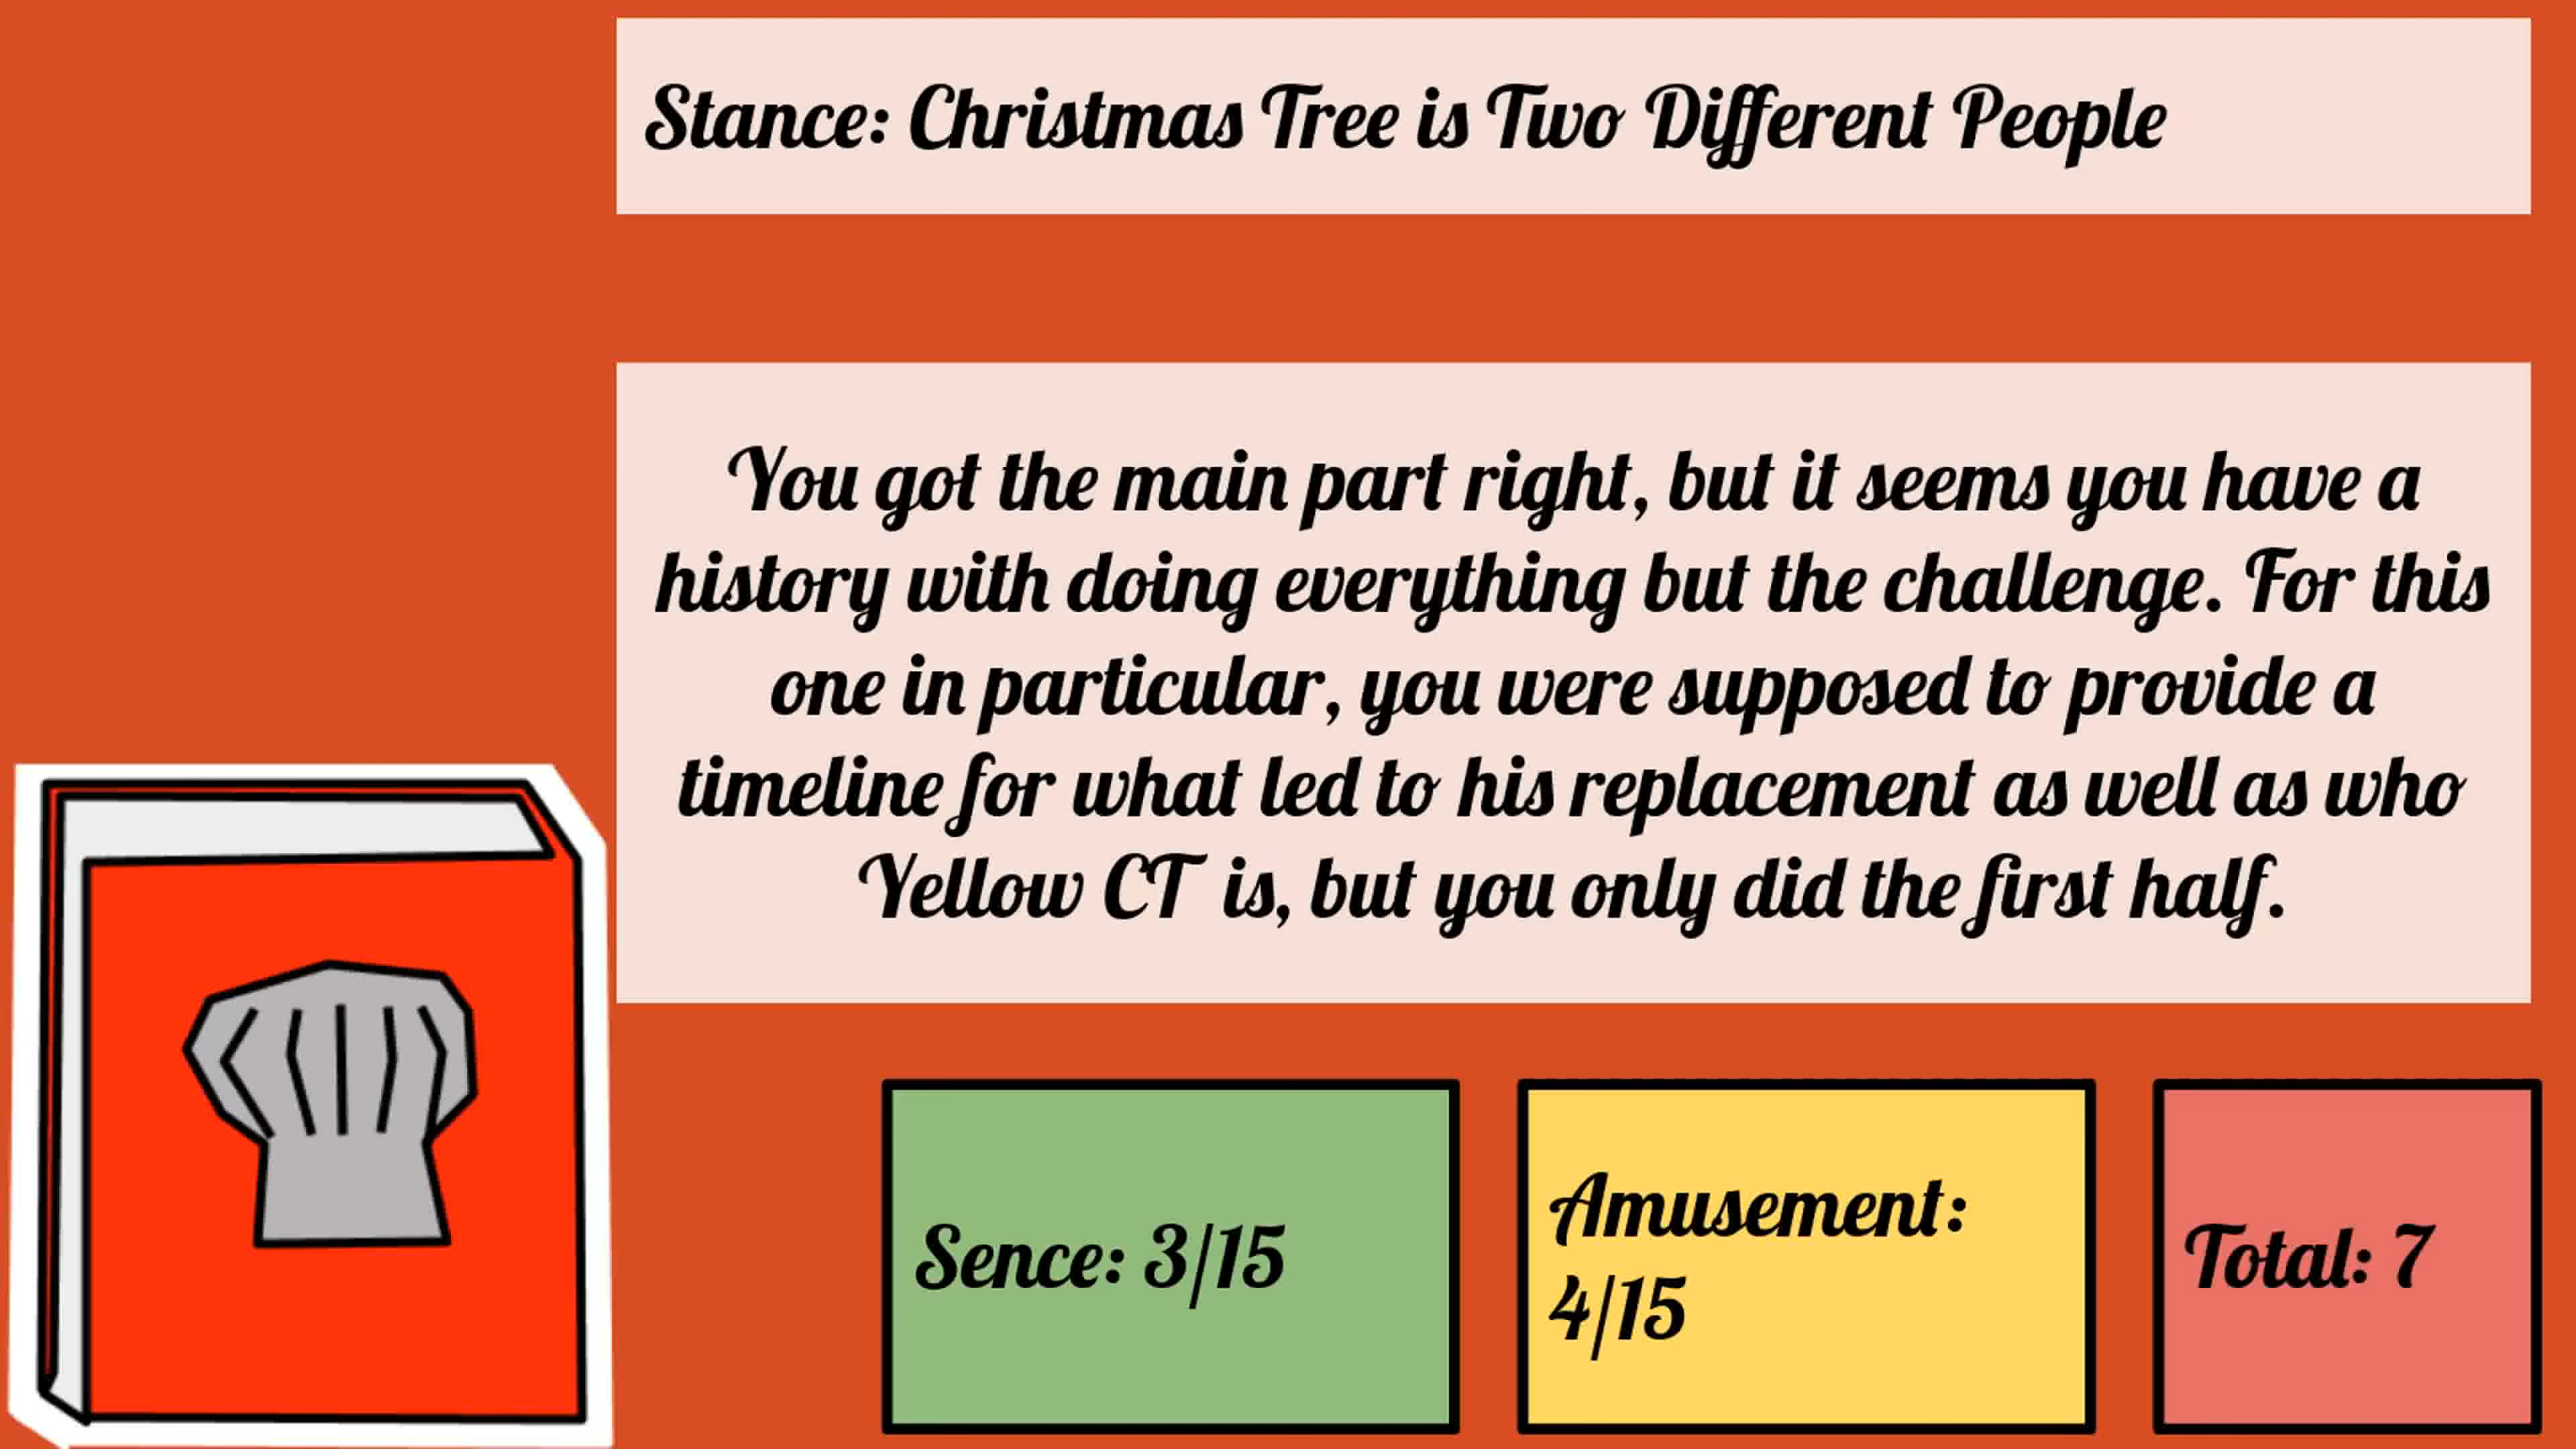 Stance: Christmas Tree is Two Different People
You got the main part right, but it seems you have a
history with doing everything but the challenge. For this
one in particular, you were supposed to provide a
timeline for what led to his replacement as well as who
Yellow CT is, but you only did the first half.
Sence: 3/15
Amusement:
4/15
Total: 7